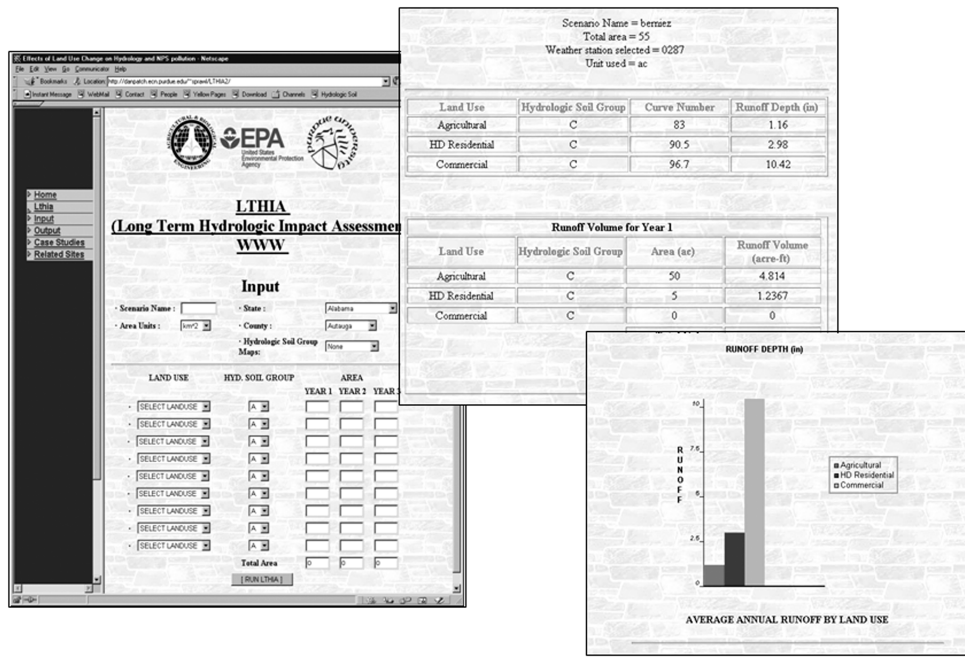 Effects of Land Use Change on Hydrology and NPS pollution - Netscape
File Edit View Go Communicator Help
Bookmarks Location: http://danpatch.ecn.purdue.edu/~sprawl/LTHIA2/
Instant Message WebMail Contact People Yellow Pages Download Channels Hydrologic Soil
AGRICULTURAL & BIOLOGICAL ENGINEERING
EPA
United States
Environmental Protection
Agency
Home
Lthia
Input
Output
Case Studies
Related Sites
LTHIA
(Long Term Hydrologic Impact Assessmen
WWW
Input
· Scenario Name : · State : Alabama
· Area Units : km^2 · County : Autauga
· Hydrologic Soil Group
Maps: None
LAND USE HYD. SOIL GROUP AREA
YEAR 1 YEAR 2 YEAR 3
· SELECT LANDUSE A
· SELECT LANDUSE A
· SELECT LANDUSE A
· SELECT LANDUSE A
· SELECT LANDUSE A
· SELECT LANDUSE A
· SELECT LANDUSE A
· SELECT LANDUSE A
· SELECT LANDUSE A
Total Area 0 0 0
[ RUN LTHIA ]
Scenario Name = berniez
Total area = 55
Weather station selected = 0287
Unit used = ac
Land Use Hydrologic Soil Group Curve Number Runoff Depth (in)
Agricultural C 83 1.16
HD Residential C 90.5 2.98
Commercial C 96.7 10.42
Runoff Volume for Year 1
Land Use Hydrologic Soil Group Area (ac) Runoff Volume
(acre-ft)
Agricultural C 50 4.814
HD Residential C 5 1.2367
Commercial C 0 0
RUNOFF DEPTH (in)
RUNOFF
10
7.5
5
2.5
0
Agricultural
HD Residential
Commercial
AVERAGE ANNUAL RUNOFF BY LAND USE